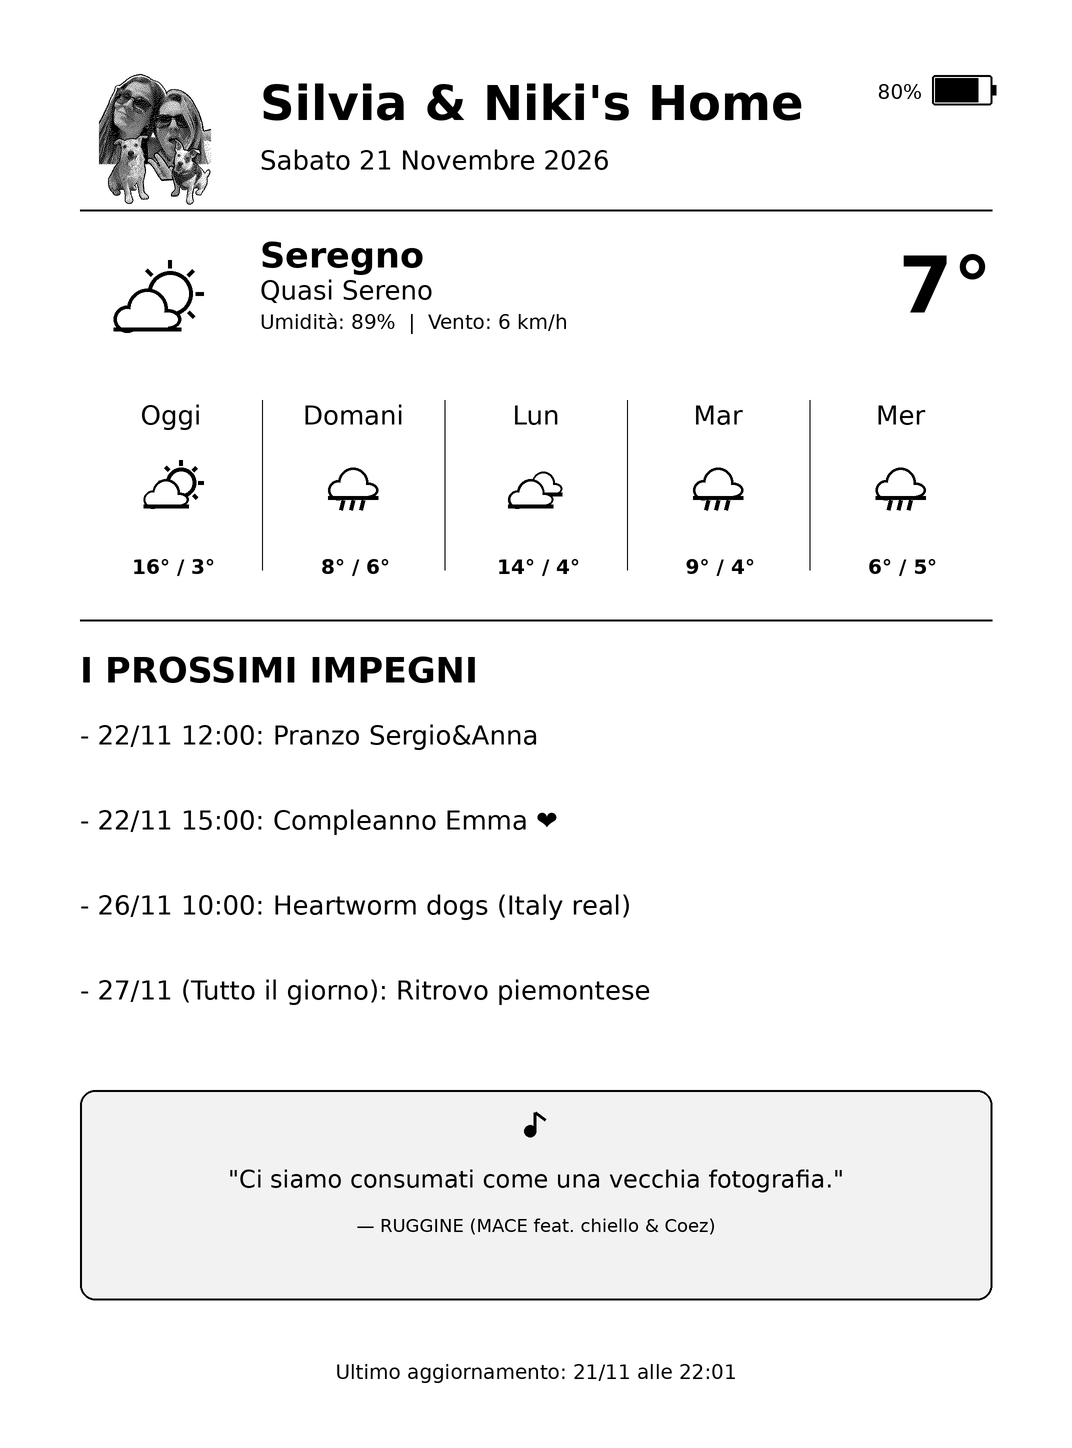 Silvia & Niki's Home
80%
Sabato 21 Novembre 2026
Seregno
Quasi Sereno
Umidità: 89% | Vento: 6 km/h
7°
Oggi
Domani
Lun
Mar
Mer
16° / 3°
8° / 6°
14° / 4°
9° / 4°
6° / 5°
I PROSSIMI IMPEGNI
- 22/11 12:00: Pranzo Sergio&Anna
- 22/11 15:00: Compleanno Emma ❤
- 26/11 10:00: Heartworm dogs (Italy real)
- 27/11 (Tutto il giorno): Ritrovo piemontese
"Ci siamo consumati come una vecchia fotografia."
— RUGGINE (MACE feat. chiello & Coez)
Ultimo aggiornamento: 21/11 alle 22:01